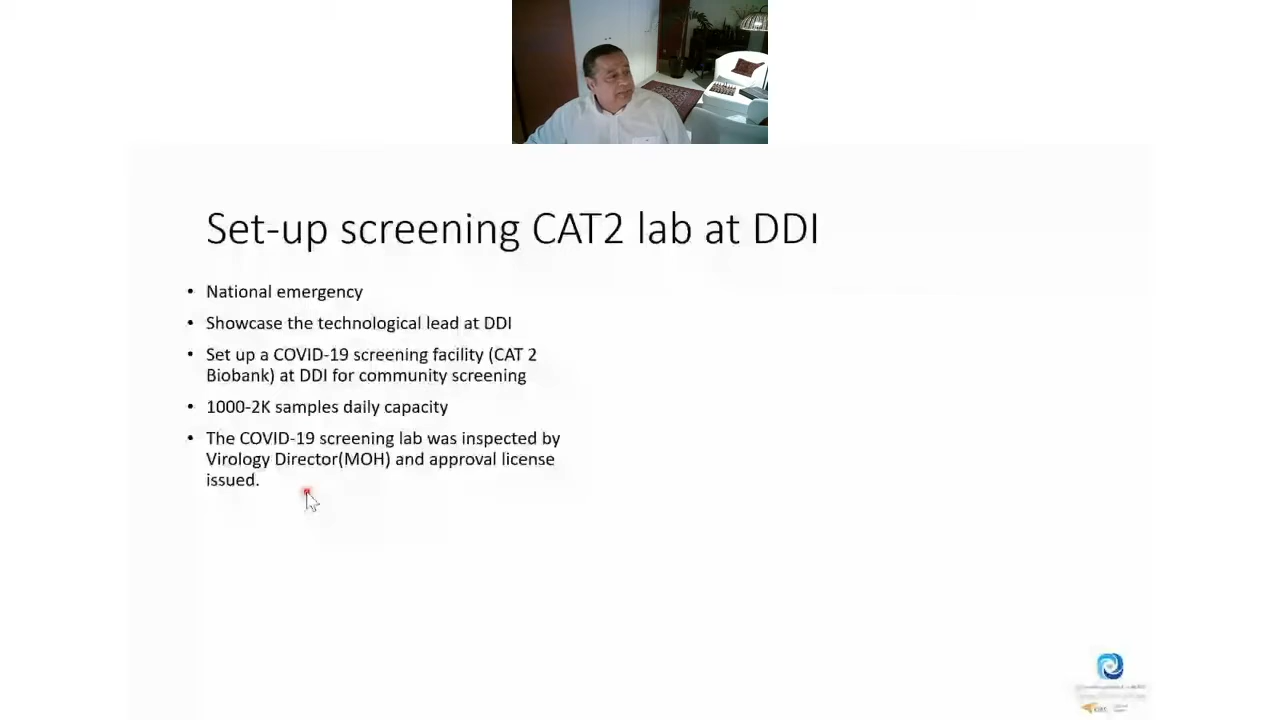 Set-up screening CAT2 lab at DDI
• National emergency
• Showcase the technological lead at DDI
• Set up a COVID-19 screening facility (CAT 2
Biobank) at DDI for community screening
• 1000-2K samples daily capacity
• The COVID-19 screening lab was inspected by
Virology Director(MOH) and approval license
issued.